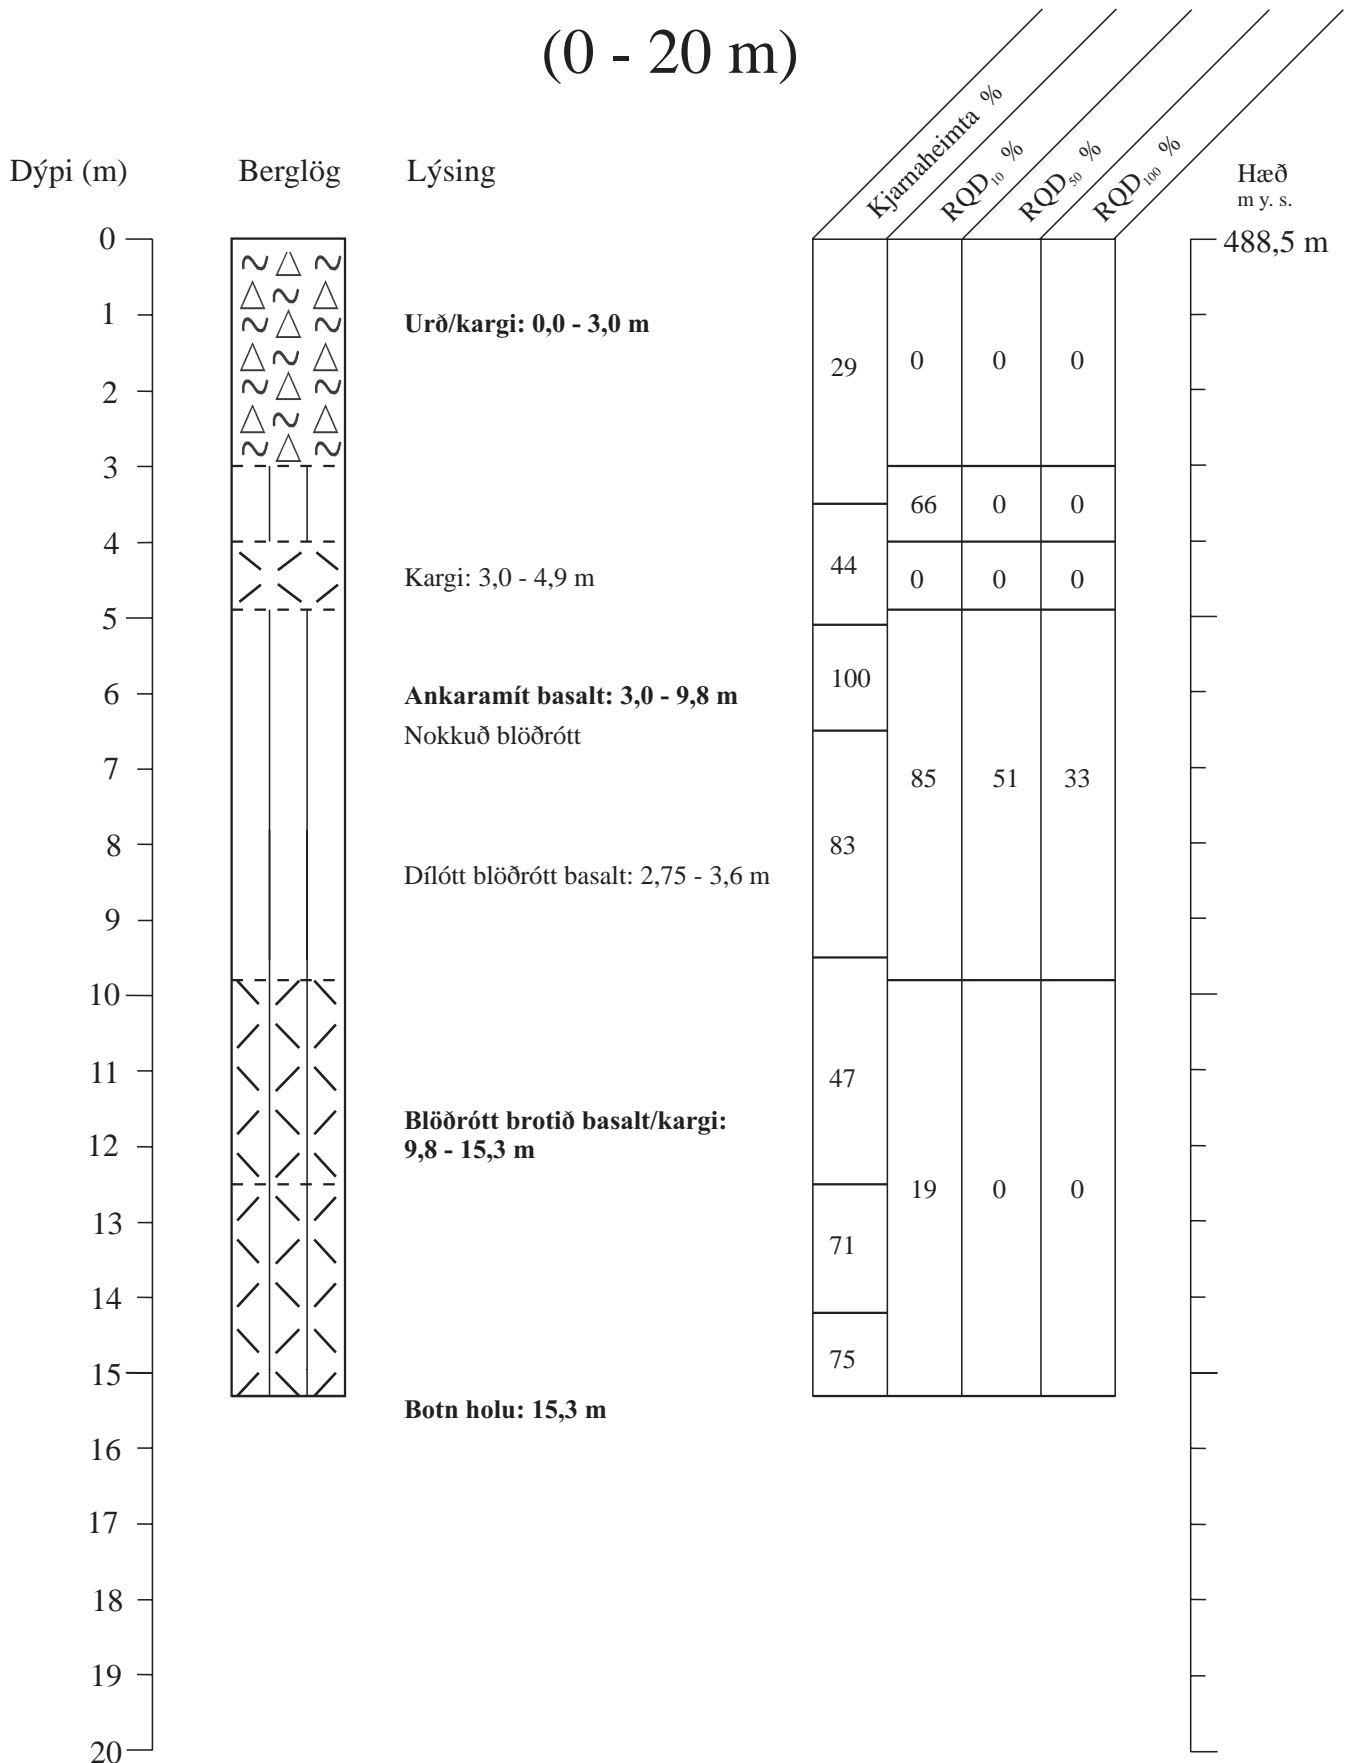 (0 - 20 m)
Kjarnaheimta %
RQD10 %
RQD50 %
RQD100 %
Dýpi (m)
Berglög
Lýsing
Hæð
m y. s.
0
488,5 m
1
Urð/kargi: 0,0 - 3,0 m
29
0
0
0
2
3
66
0
0
4
44
Kargi: 3,0 - 4,9 m
0
0
0
5
100
6
Ankaramít basalt: 3,0 - 9,8 m
Nokkuð blöðrótt
7
85
51
33
8
83
Dílótt blöðrótt basalt: 2,75 - 3,6 m
9
10
11
47
Blöðrótt brotið basalt/kargi:
9,8 - 15,3 m
12
19
0
0
13
71
14
75
15
Botn holu: 15,3 m
16
17
18
19
20